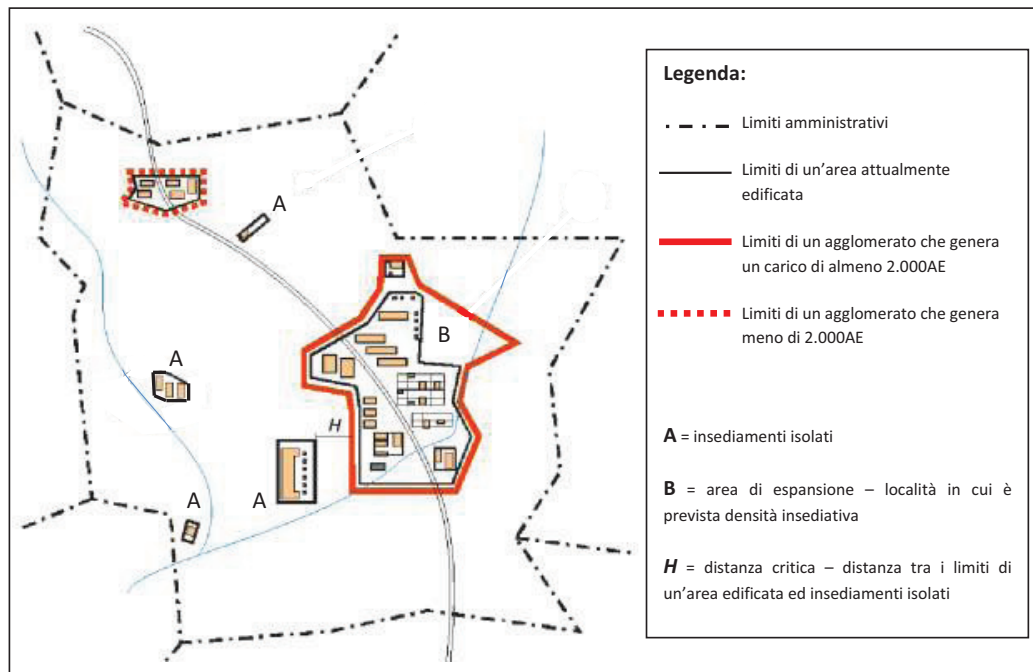 A
B
A
H
A
A
Legenda:
Limiti amministrativi
Limiti di un'area attualmente
edificata
Limiti di un agglomerato che genera
un carico di almeno 2.000AE
Limiti di un agglomerato che genera
meno di 2.000AE
A = insediamenti isolati
B = area di espansione – località in cui è
prevista densità insediativa
H = distanza critica – distanza tra i limiti di
un'area edificata ed insediamenti isolati